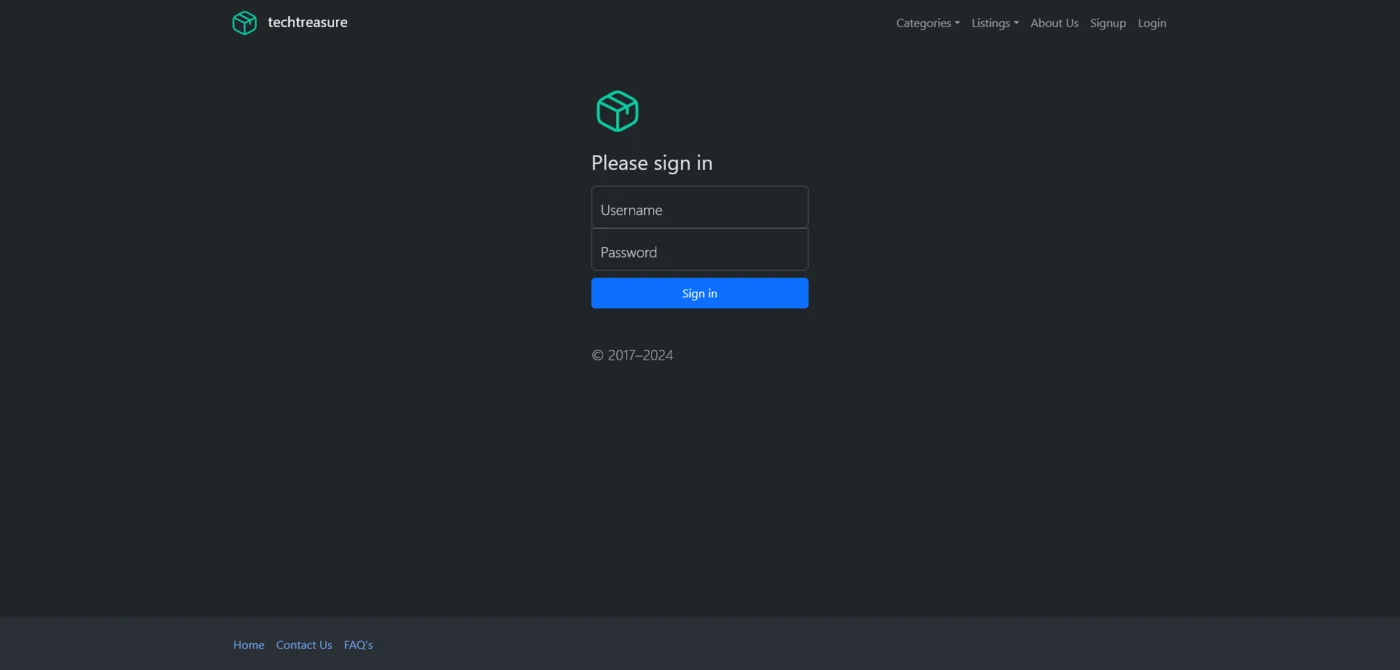 techtreasure
Categories Listings About Us Signup Login
Please sign in
Username
Password
Sign in
© 2017–2024
Home Contact Us FAQ's